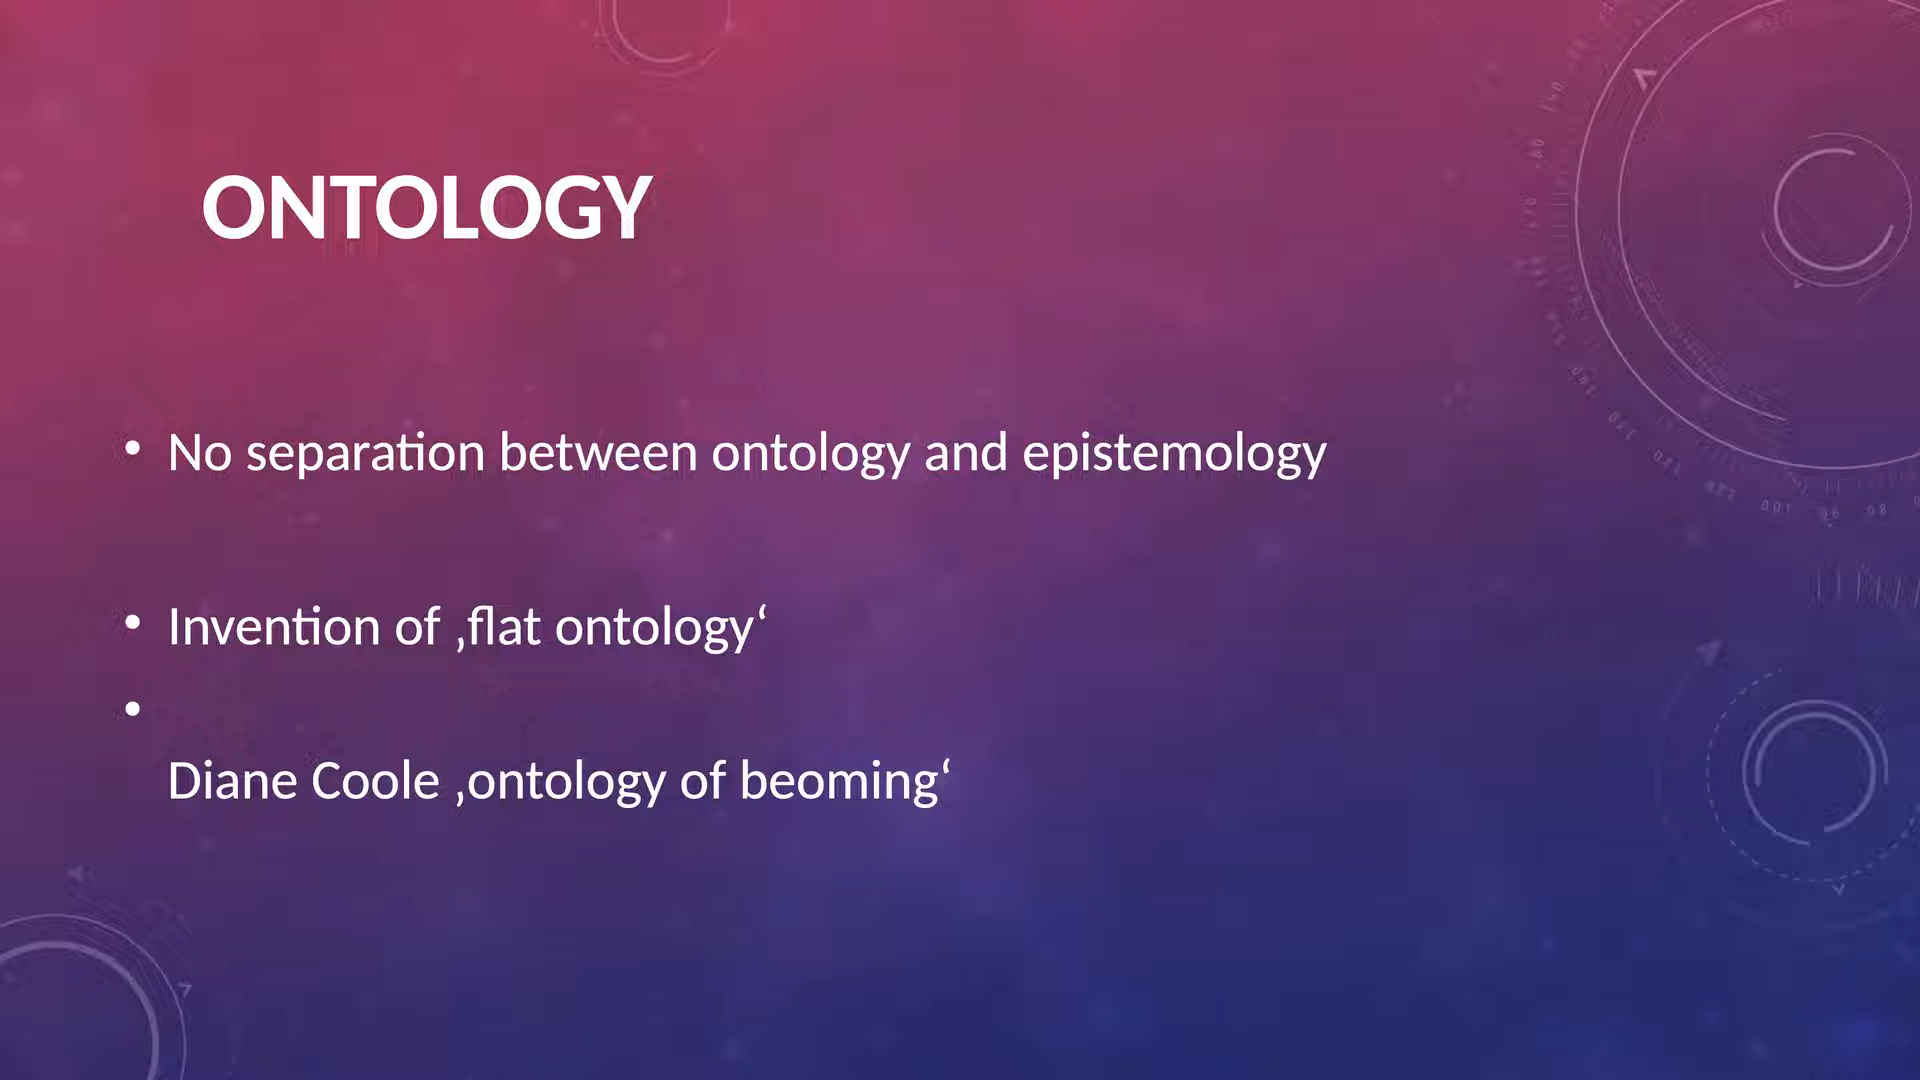 ONTOLOGY
• No separation between ontology and epistemology
• Invention of ‚flat ontology‘
•
Diane Coole ‚ontology of beoming‘